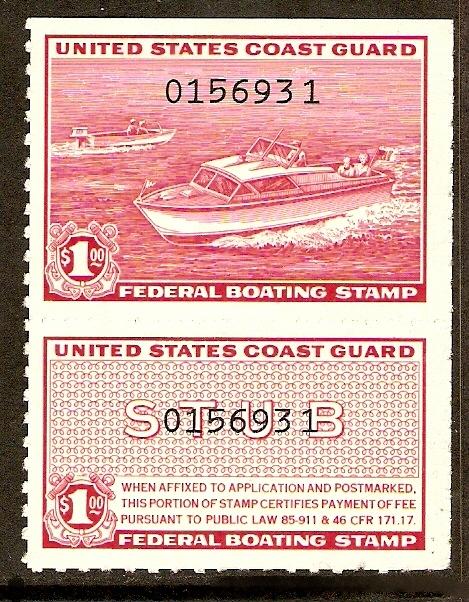 UNITED STATES COAST GUARD
0156931
$1.00
FEDERAL BOATING STAMP
UNITED STATES COAST GUARD
STUB
0156931
WHEN AFFIXED TO APPLICATION AND POSTMARKED,
THIS PORTION OF STAMP CERTIFIES PAYMENT OF FEE
PURSUANT TO PUBLIC LAW 85-911 & 46 CFR 171.17.
$1.00
FEDERAL BOATING STAMP